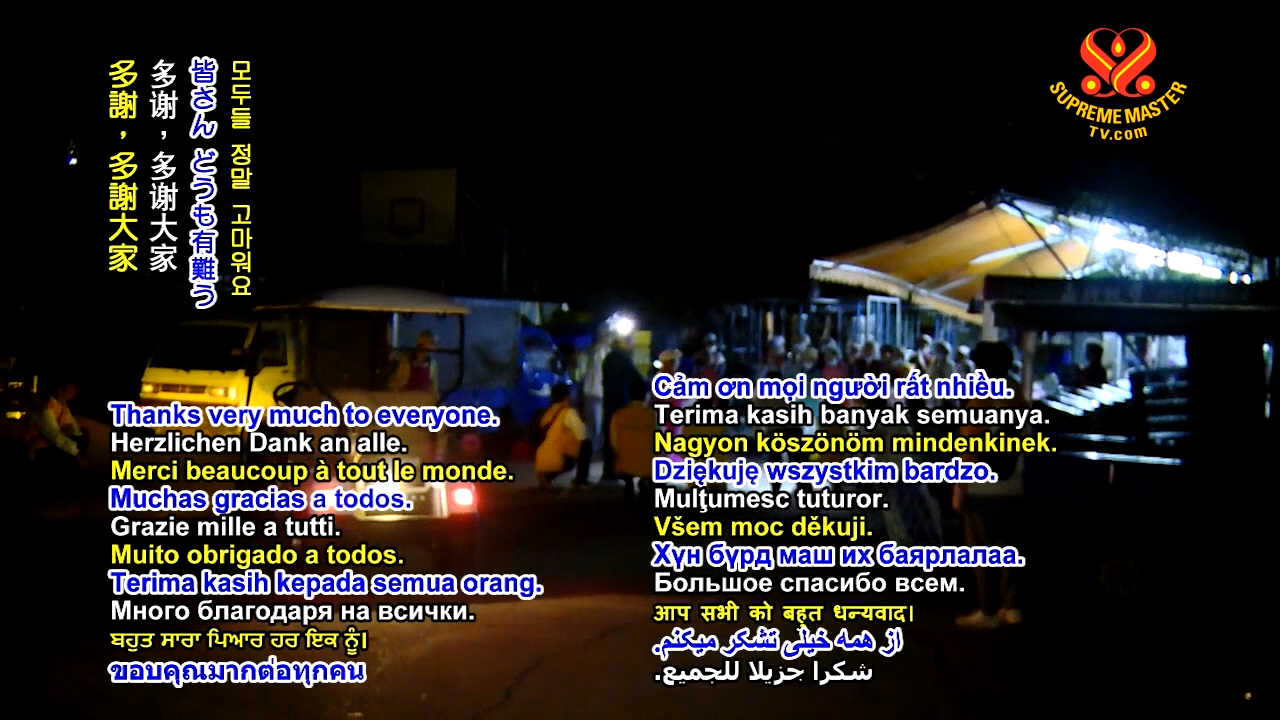 多謝，多謝大家
多谢，多谢大家
皆さん どうも有難う
모두들 정말 고마워요
SUPREME MASTER
TV.com
Thanks very much to everyone.
Herzlichen Dank an alle.
Merci beaucoup à tout le monde.
Muchas gracias a todos.
Grazie mille a tutti.
Muito obrigado a todos.
Terima kasih kepada semua orang.
Много благодаря на всички.
ਬਹੁਤ ਸਾਰਾ ਪਿਆਰ ਹਰ ਇਕ ਨੂੰ।
ขอบคุณมากต่อทุกคน
Cảm ơn mọi người rất nhiều.
Terima kasih banyak semuanya.
Nagyon köszönöm mindenkinek.
Dziękuję wszystkim bardzo.
Mulţumesc tuturor.
Všem moc děkuji.
Хүн бүрд маш их баярлалаа.
Большое спасибо всем.
आप सभी को बहुत धन्यवाद।
از همه خیلی تشکر میکنم.
شكرا جزيلا للجميع.